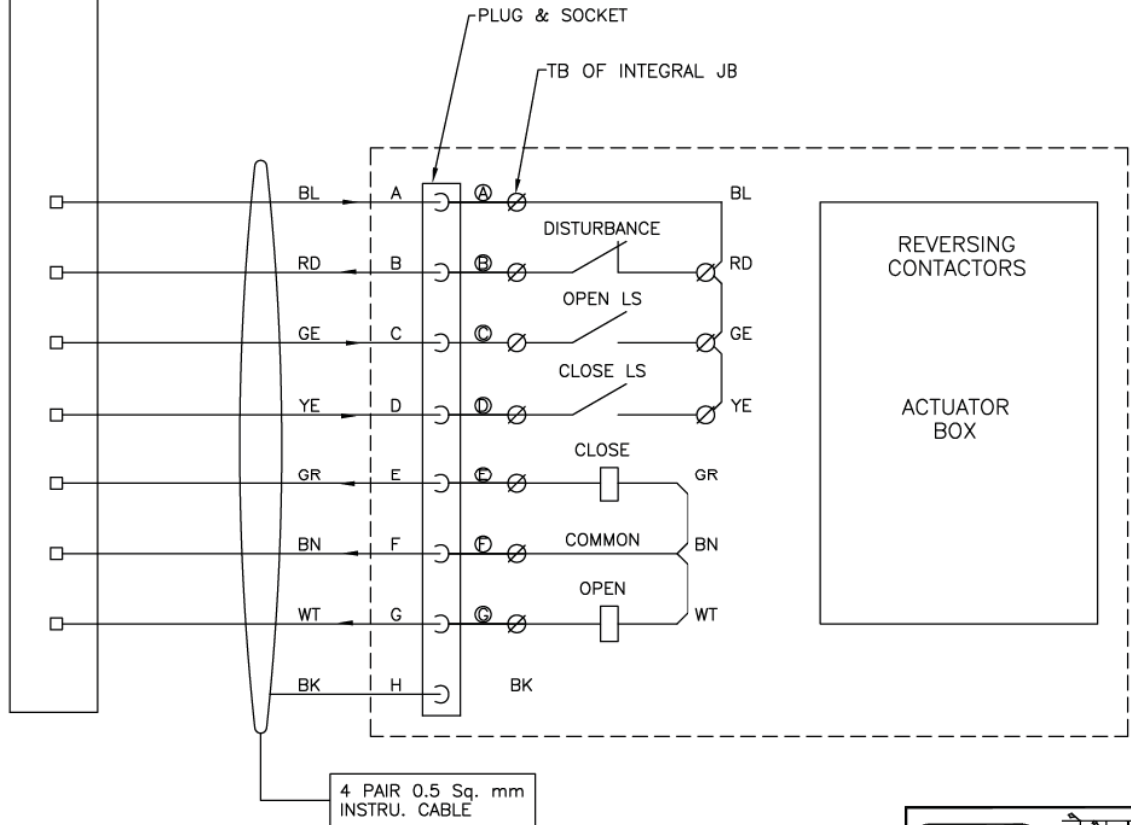 PLUG & SOCKET
TB OF INTEGRAL JB
BL A A BL
DISTURBANCE
RD B B RD
OPEN LS
GE C C GE
CLOSE LS
YE D D YE
CLOSE
GR E E GR
BN F F COMMON BN
OPEN
WT G G WT
BK H BK
REVERSING
CONTACTORS
ACTUATOR
BOX
4 PAIR 0.5 Sq. mm
INSTRU. CABLE